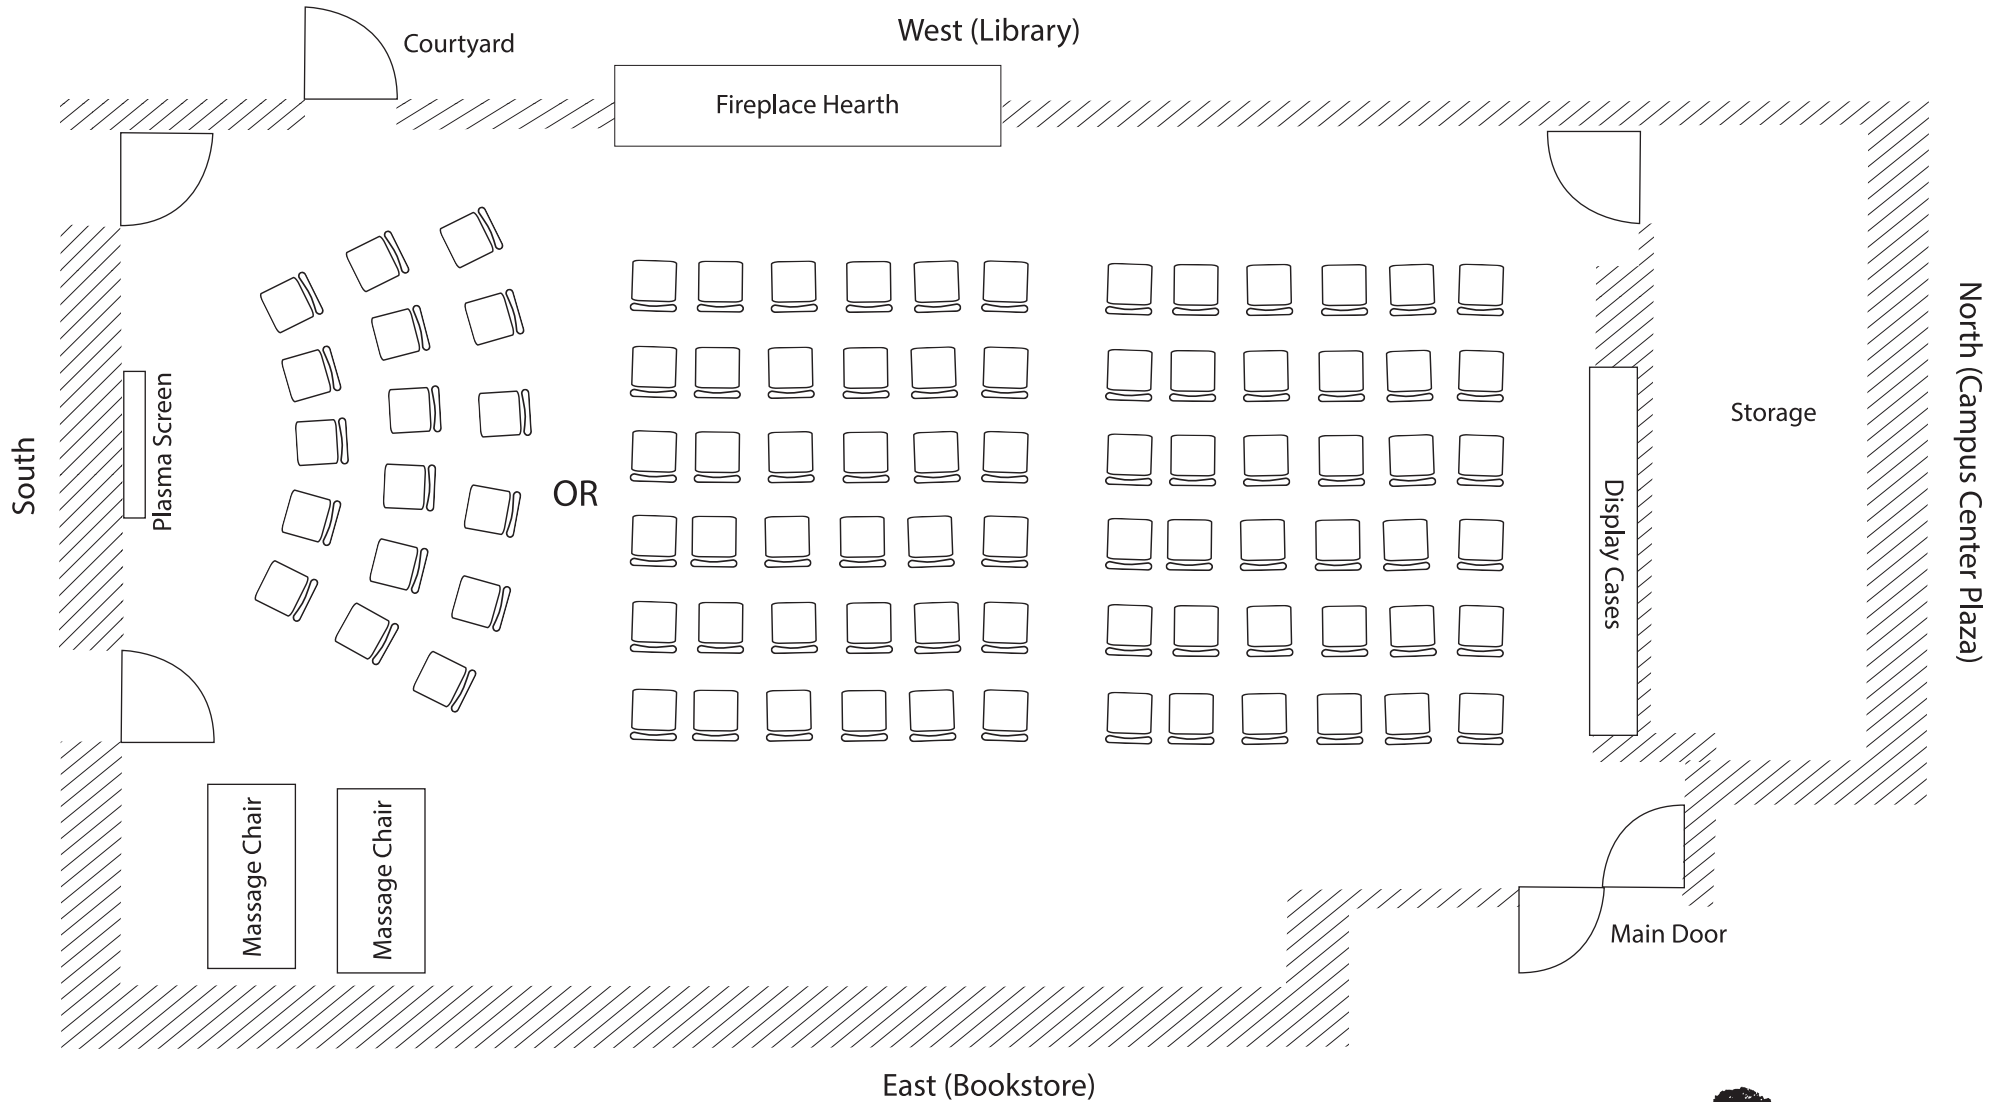 West (Library)
Courtyard
Fireplace Hearth
South
Plasma Screen
OR
Storage
Display Cases
North (Campus Center Plaza)
Massage Chair
Massage Chair
Main Door
East (Bookstore)